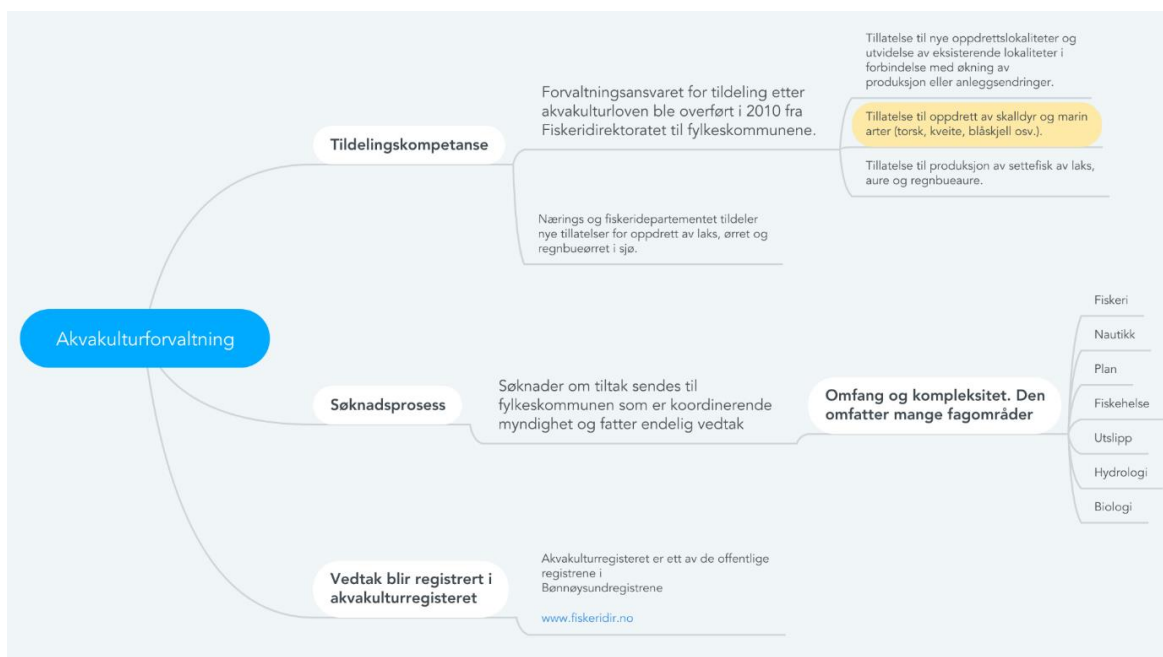 Akvakulturforvaltning
Tildelingskompetanse
Forvaltningsansvaret for tildeling etter
akvakulturloven ble overført i 2010 fra
Fiskeridirektoratet til fylkeskommunene.
Tillatelse til nye oppdrettslokaliteter og
utvidelse av eksisterende lokaliteter i
forbindelse med økning av
produksjon eller anleggsendringer.
Tillatelse til oppdrett av skalldyr og marin
arter (torsk, kveite, blåskjell osv.).
Tillatelse til produksjon av settefisk av laks,
aure og regnbueaure.
Nærings og fiskeridepartementet tildeler
nye tillatelser for oppdrett av laks, ørret og
regnbueørret i sjø.
Søknadsprosess
Søknader om tiltak sendes til
fylkeskommunen som er koordinerende
myndighet og fatter endelig vedtak
Omfang og kompleksitet. Den
omfatter mange fagområder
Fiskeri
Nautikk
Plan
Fiskehelse
Utslipp
Hydrologi
Biologi
Vedtak blir registrert i
akvakulturregisteret
Akvakulturregisteret er ett av de offentlige
registrene i
Bønnøysundregistrene
www.fiskeridir.no